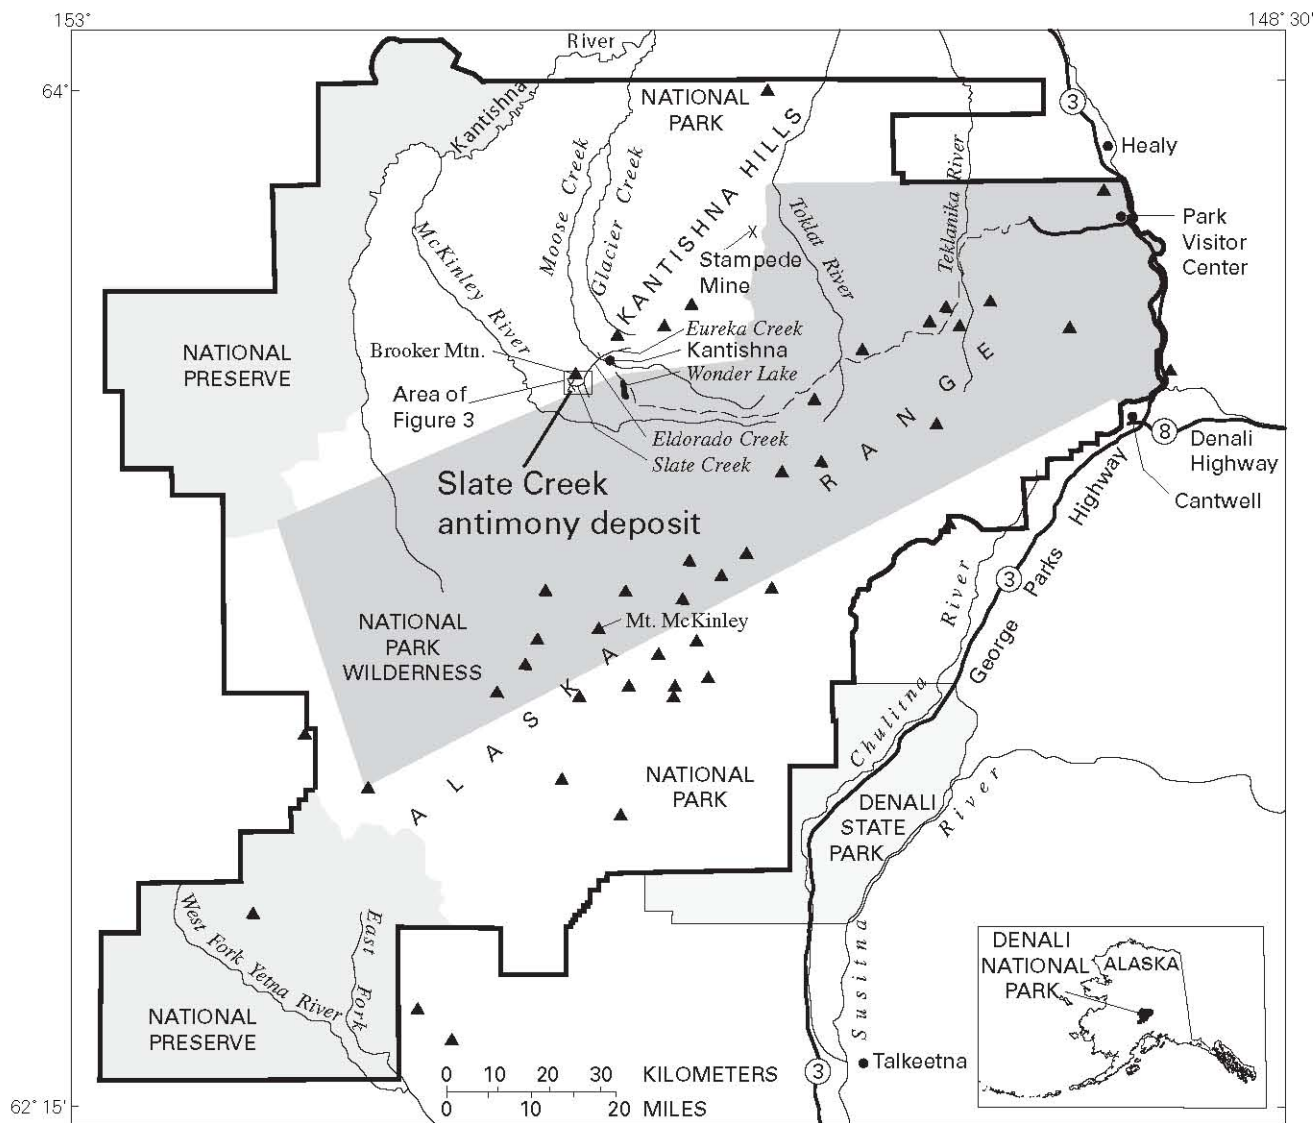 153°
148° 30'
64°
62° 15'
River
Kantishna
NATIONAL
PARK
3
Healy
Moose Creek
Glacier Creek
KANTISHNA HILLS
Toklat River
Teklanika River
McKinley River
X
Stampede
Mine
Park
Visitor
Center
NATIONAL
PRESERVE
Brooker Mtn.
Eureka Creek
Kantishna
Wonder Lake
Area of
Figure 3
Eldorado Creek
Slate Creek
Slate Creek
antimony deposit
8
Denali
Highway
Cantwell
ALASKA RANGE
NATIONAL
PARK
WILDERNESS
Mt. McKinley
3
George Parks Highway
Chulitna River
NATIONAL
PARK
DENALI
STATE
PARK
Susitna River
West Fork Yetna River
East Fork
NATIONAL
PRESERVE
3
Talkeetna
0 10 20 30 KILOMETERS
0 10 20 MILES
DENALI
NATIONAL
PARK
ALASKA